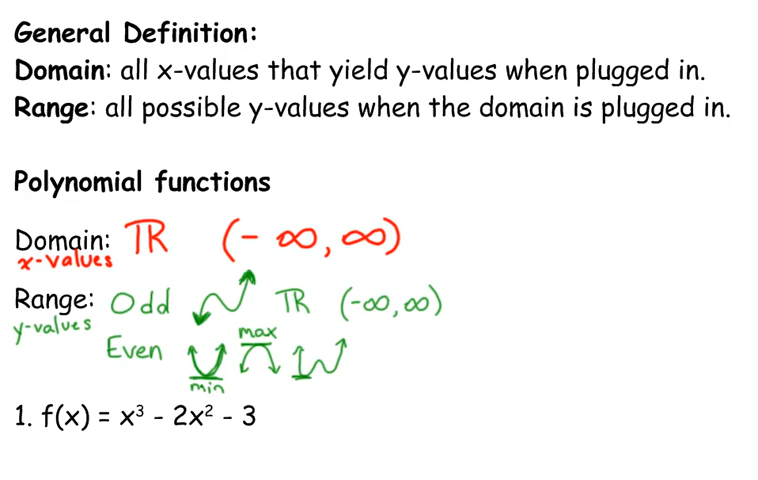 General Definition:
Domain: all x-values that yield y-values when plugged in.
Range: all possible y-values when the domain is plugged in.
Polynomial functions
Domain: ℝ (-∞, ∞)
x-values
Range: Odd ℝ (-∞, ∞)
y-values
max
Even
min
1. f(x) = x³ - 2x² - 3